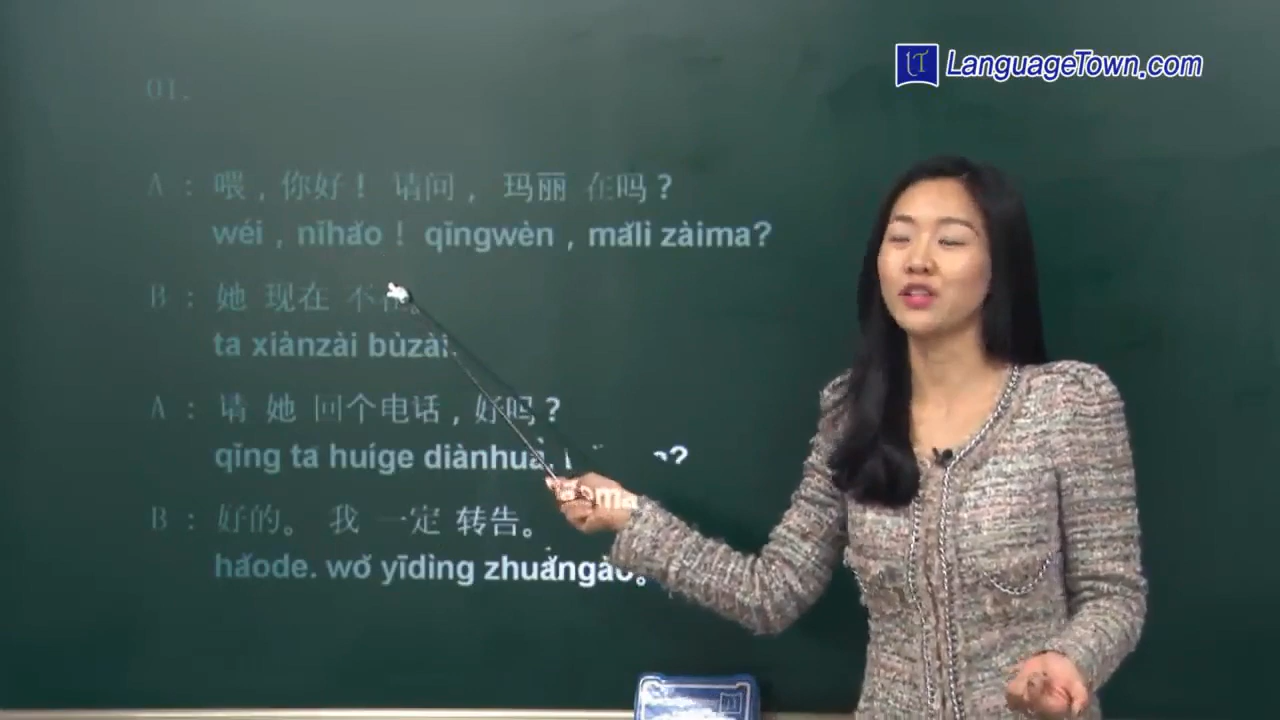 LanguageTown.com
01.
A : 喂，你好！ 请问， 玛丽 在吗？
wéi , nǐhǎo ! qǐngwèn , mǎlì zàima?
B : 她 现在 不在。
ta xiànzài bùzài.
A : 请 她 回个电话，好吗？
qǐng ta huíge diànhuà, ma?
B : 好的。 我 一定 转告。
hǎode. wǒ yīdìng zhuǎngào。